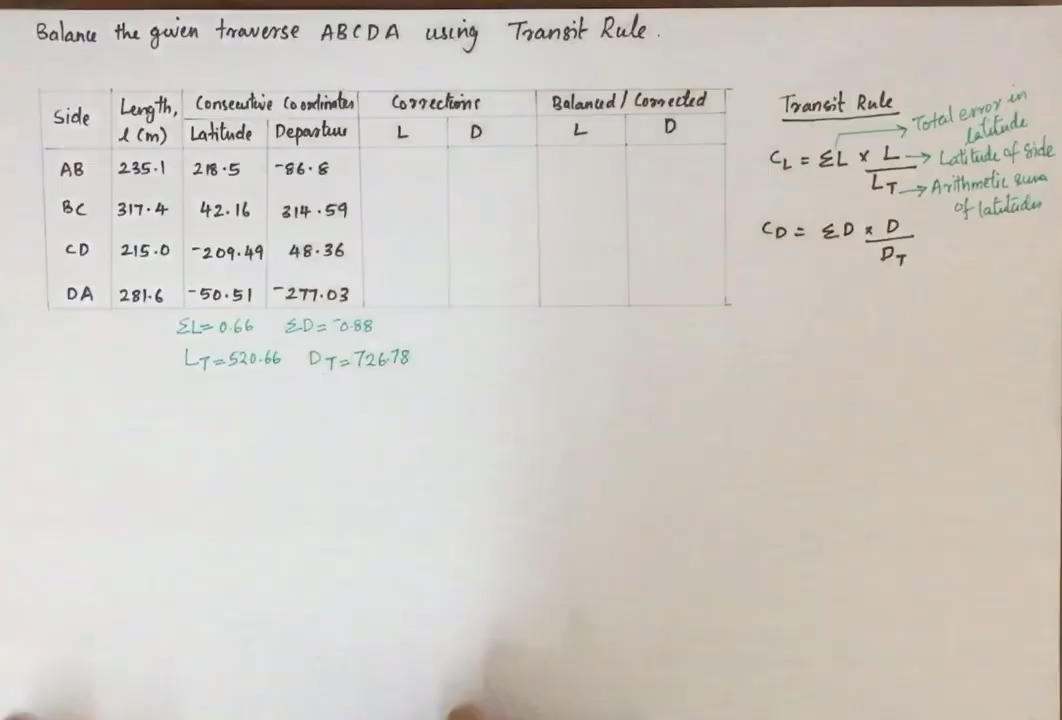 Balance the given traverse ABCDA using Transit Rule.
Side Length, l (m) Consecutive Coordinates Corrections Balanced / Corrected
Latitude Departure L D L D
AB 235.1 218.5 -86.8
BC 317.4 42.16 314.59
CD 215.0 -209.49 48.36
DA 281.6 -50.51 -277.03
ΣL = 0.66 ΣD = -0.88
LT = 520.66 DT = 726.78
Transit Rule
→ Total error in latitude
CL = ΣL × L / LT
→ Latitude of side
→ Arithmetic sum of latitudes
CD = ΣD × D / DT